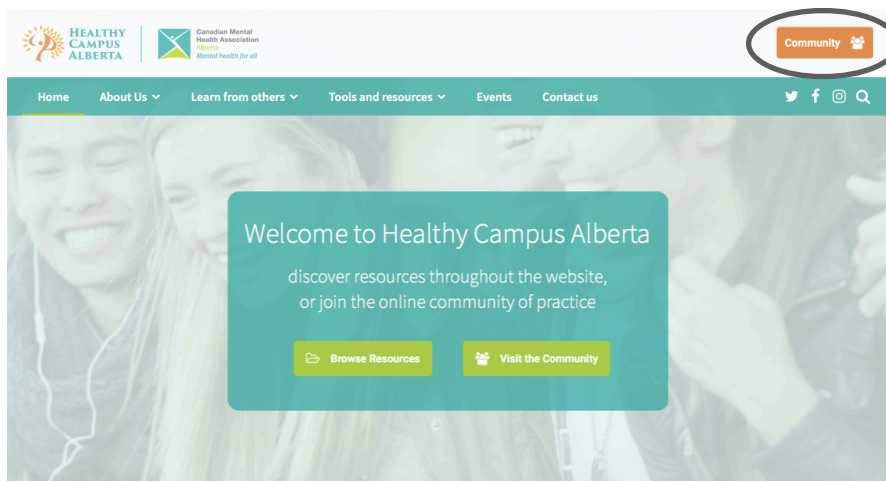 HEALTHY
CAMPUS
ALBERTA
Canadian Mental
Health Association
Alberta
Mental health for all
Community
Home About Us Learn from others Tools and resources Events Contact us
Welcome to Healthy Campus Alberta
discover resources throughout the website,
or join the online community of practice
Browse Resources Visit the Community